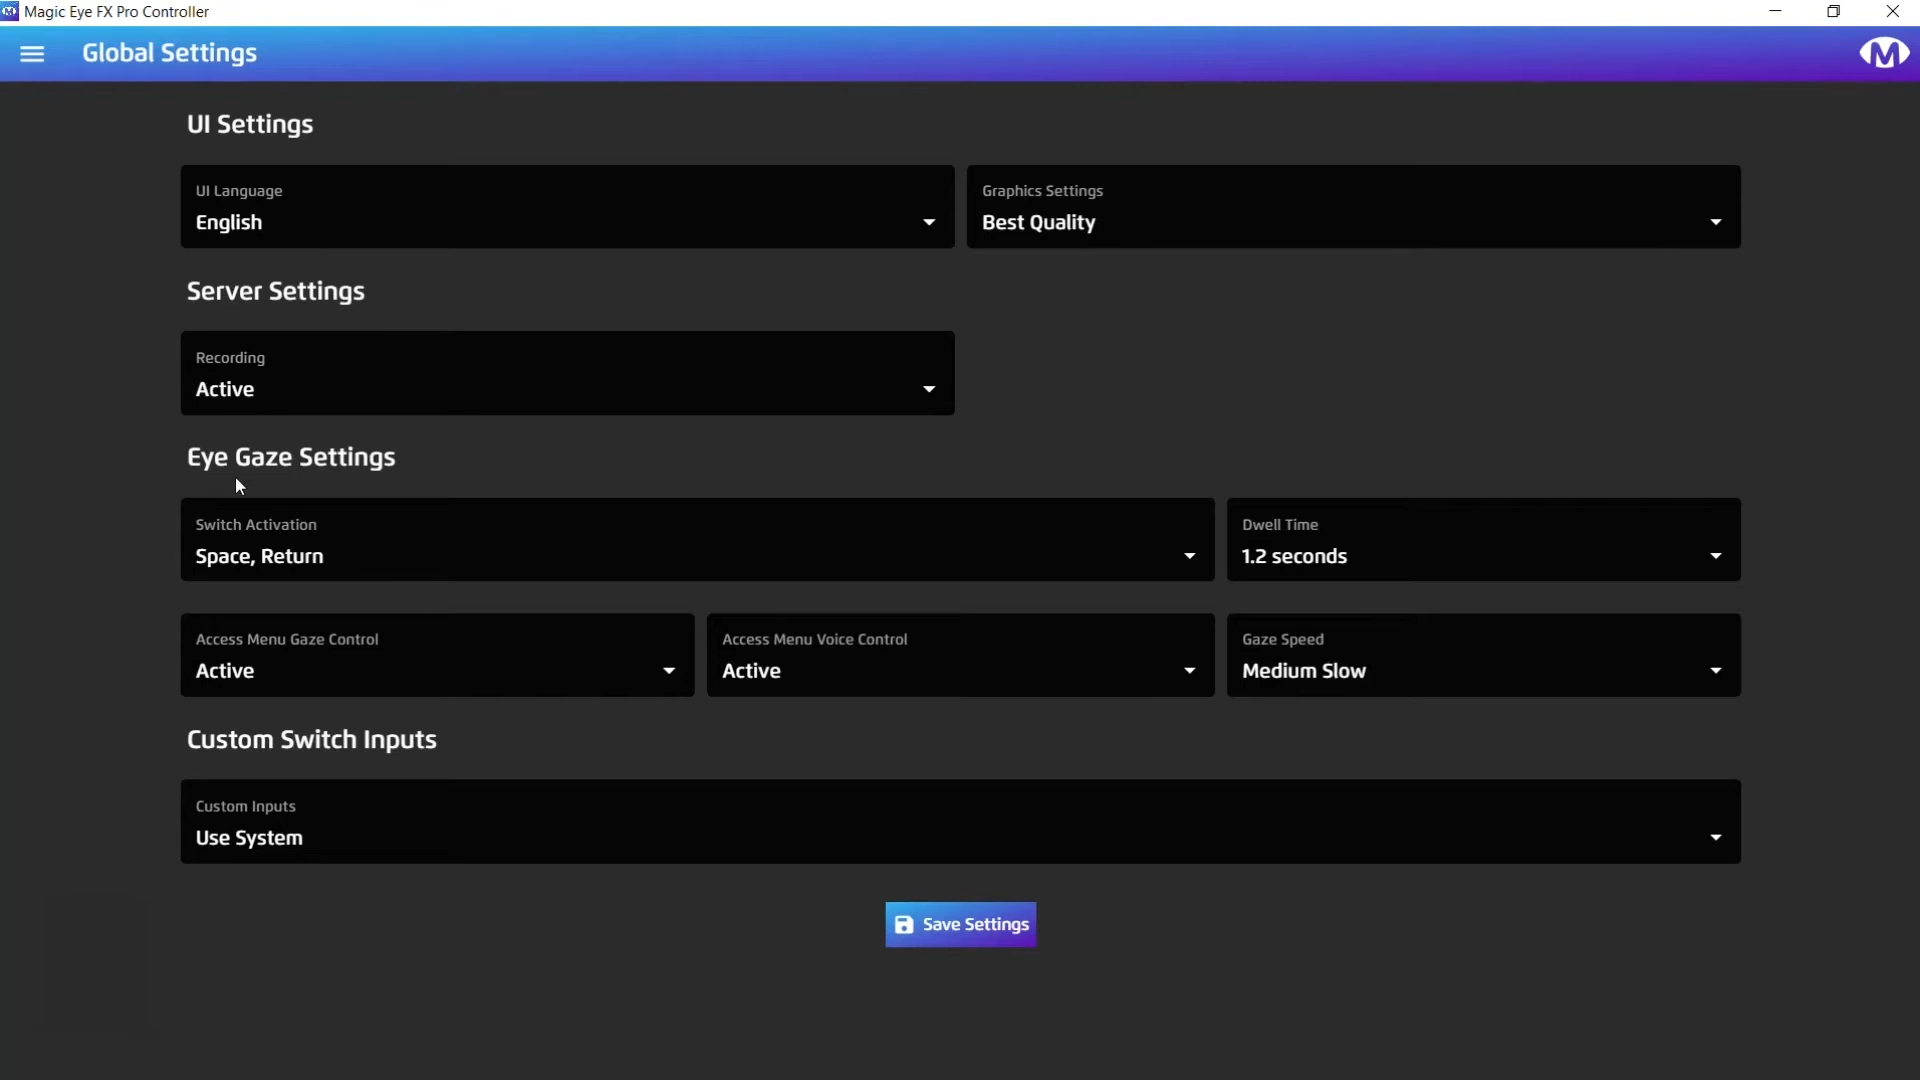 Magic Eye FX Pro Controller
Global Settings
UI Settings
UI Language
English
Graphics Settings
Best Quality
Server Settings
Recording
Active
Eye Gaze Settings
Switch Activation
Space, Return
Dwell Time
1.2 seconds
Access Menu Gaze Control
Active
Access Menu Voice Control
Active
Gaze Speed
Medium Slow
Custom Switch Inputs
Custom Inputs
Use System
Save Settings